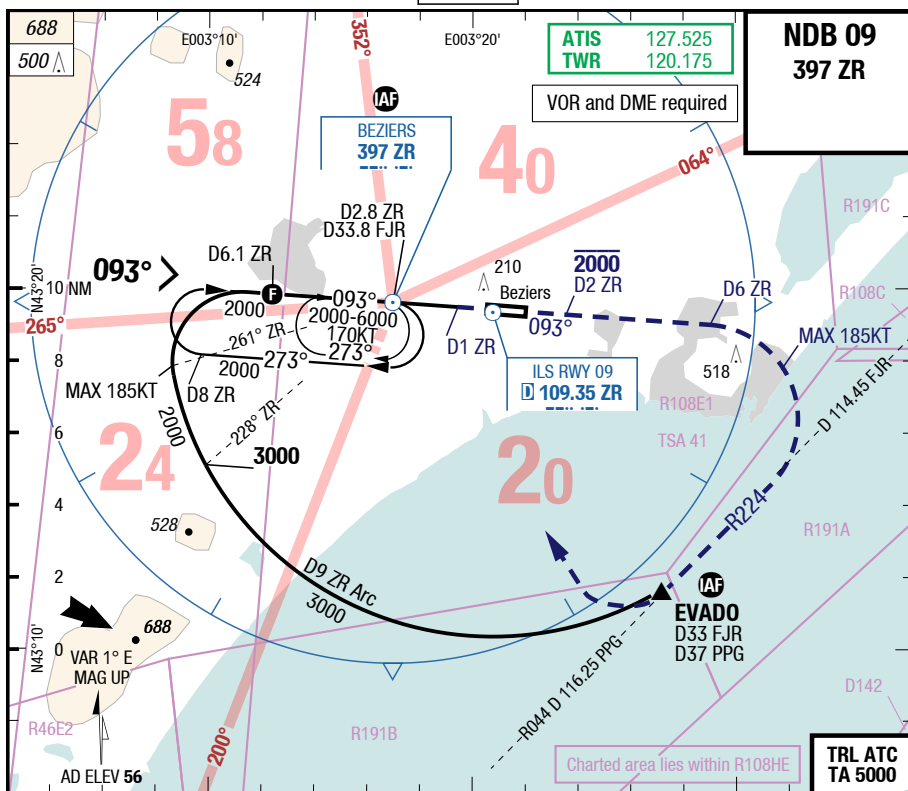 688
500
E003°10'
E003°20'
352°
524
58
IAF
ATIS 127.525
TWR 120.175
VOR and DME required
NDB 09
397 ZR
BEZIERS
397 ZR
40
064°
R191C
D2.8 ZR
D33.8 FJR
D6.1 ZR
093°
N43°20'
10 NM
F
2000
093°
2000-6000
170KT
273°
265°
261° ZR
273°
2000
210
Beziers
2000
D2 ZR
093°
D6 ZR
R108C
D1 ZR
MAX 185KT
8
MAX 185KT
D8 ZR
ILS RWY 09
D 109.35 ZR
518
R108E1
TSA 41
D 114.45 FJR
2000
228° ZR
6
24
3000
20
R224
R191A
4
528
2
D9 ZR Arc
3000
IAF
EVADO
D33 FJR
D37 PPG
N43°10'
0
688
VAR 1° E
MAG UP
R044 D 116.25 PPG
D142
R46E2
200°
R191B
AD ELEV 56
Charted area lies within R108HE
TRL ATC
TA 5000